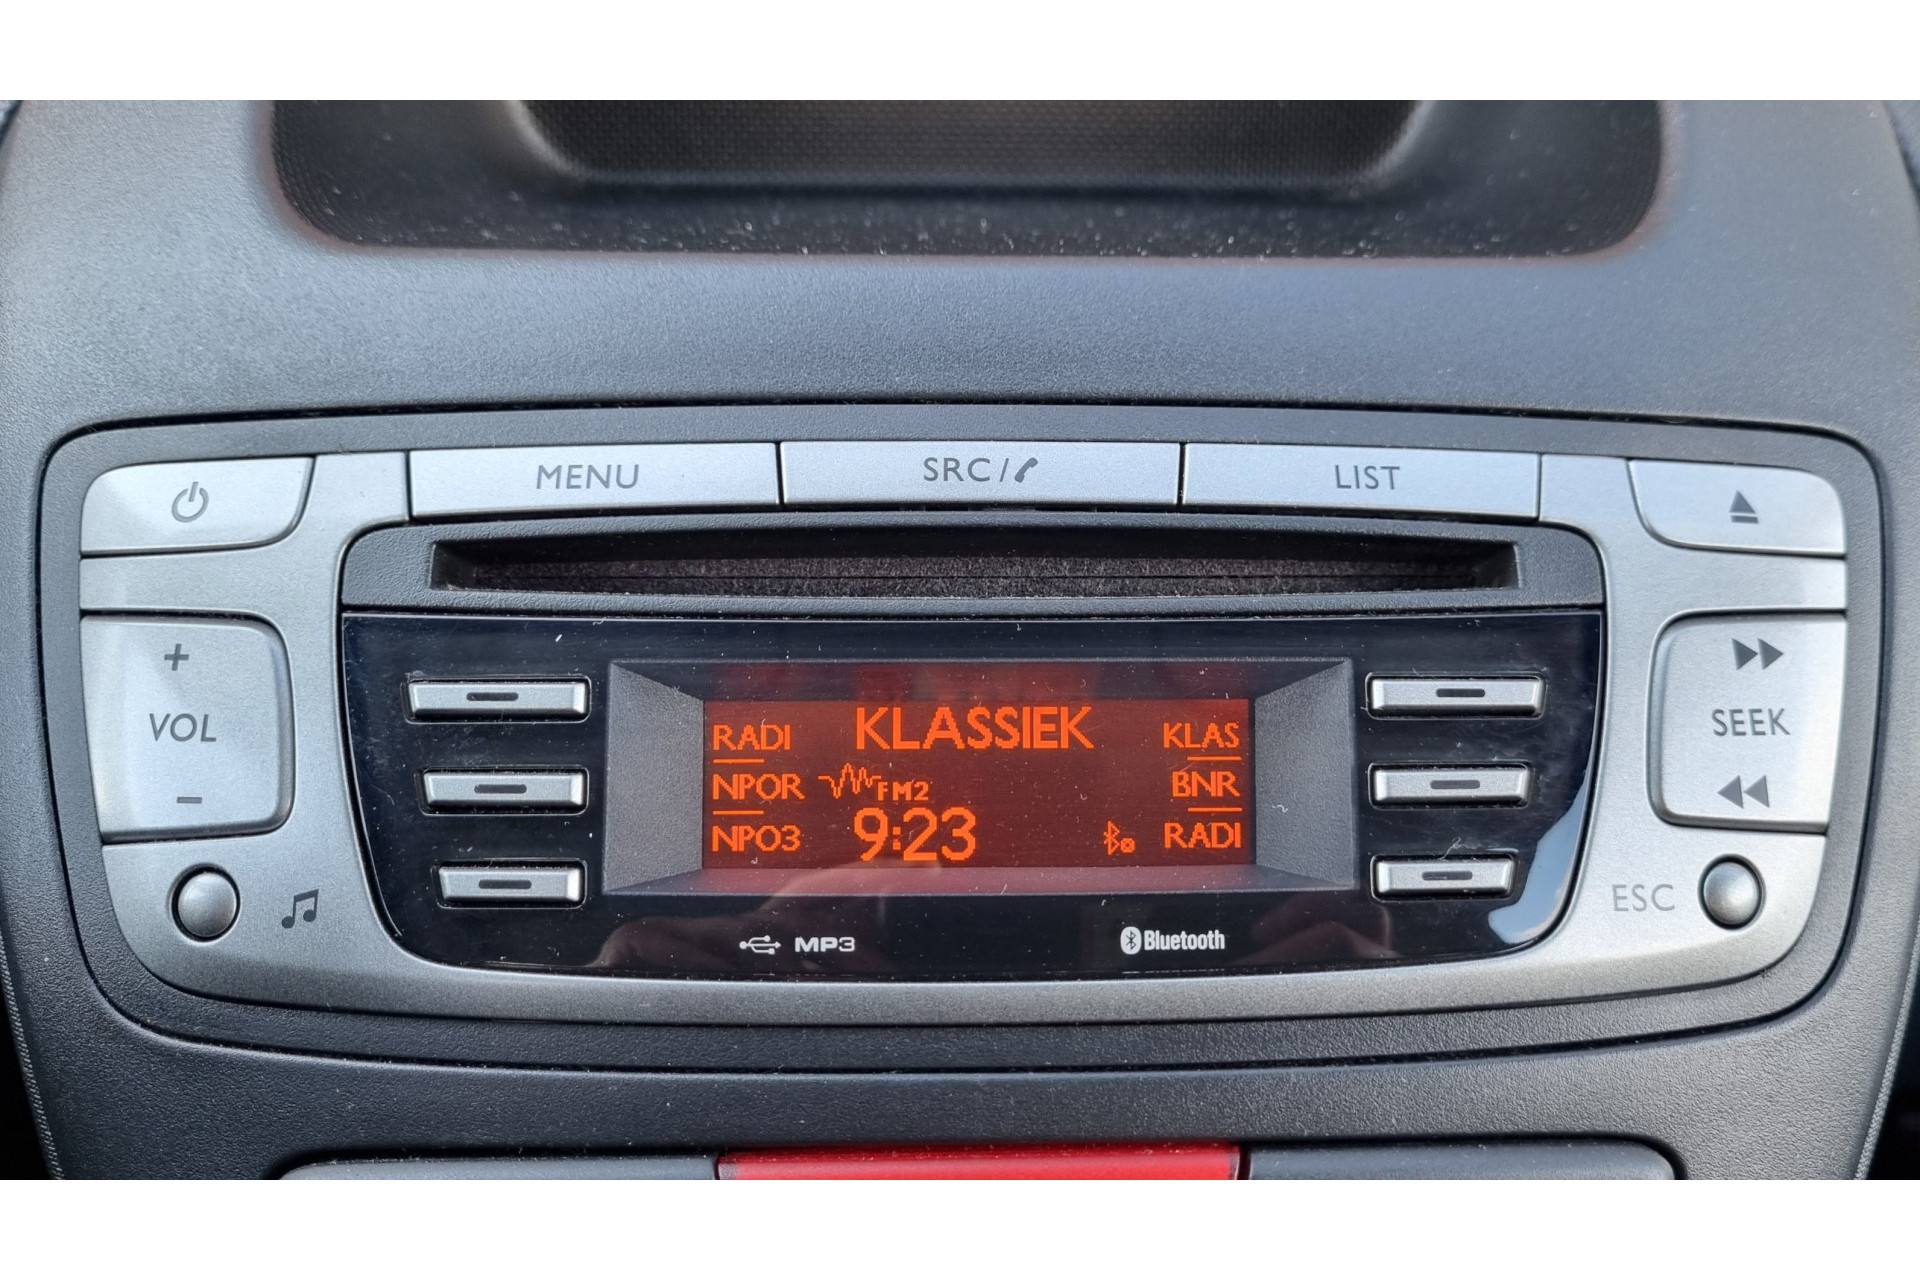 MENU
SRC/
LIST
+
VOL
-
SEEK
ESC
KLASSIEK
RADI
KLAS
NPOR
FM2
BNR
NPO3
9:23
RADI
MP3
Bluetooth